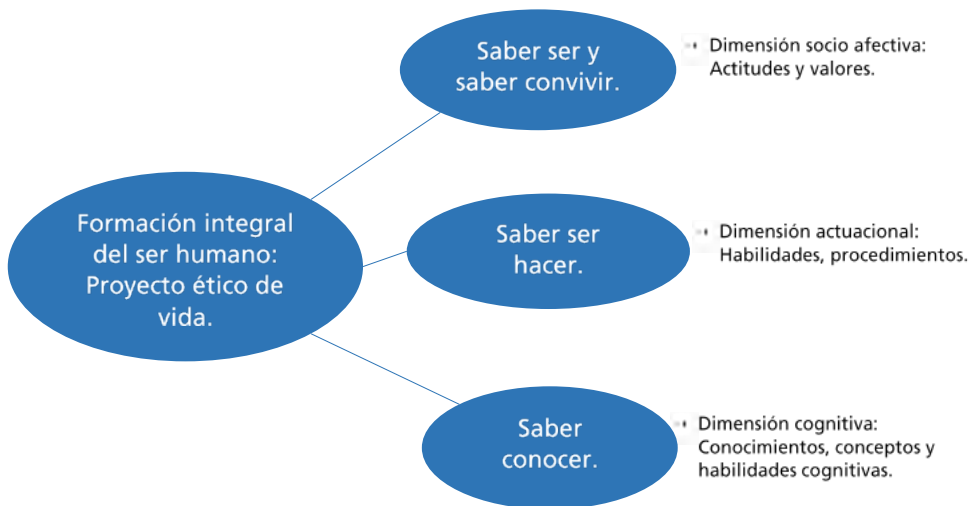 Saber ser y
saber convivir.
Dimensión socio afectiva:
Actitudes y valores.
Formación integral
del ser humano:
Proyecto ético de
vida.
Saber ser
hacer.
Dimensión actuacional:
Habilidades, procedimientos.
Saber
conocer.
Dimensión cognitiva:
Conocimientos, conceptos y
habilidades cognitivas.